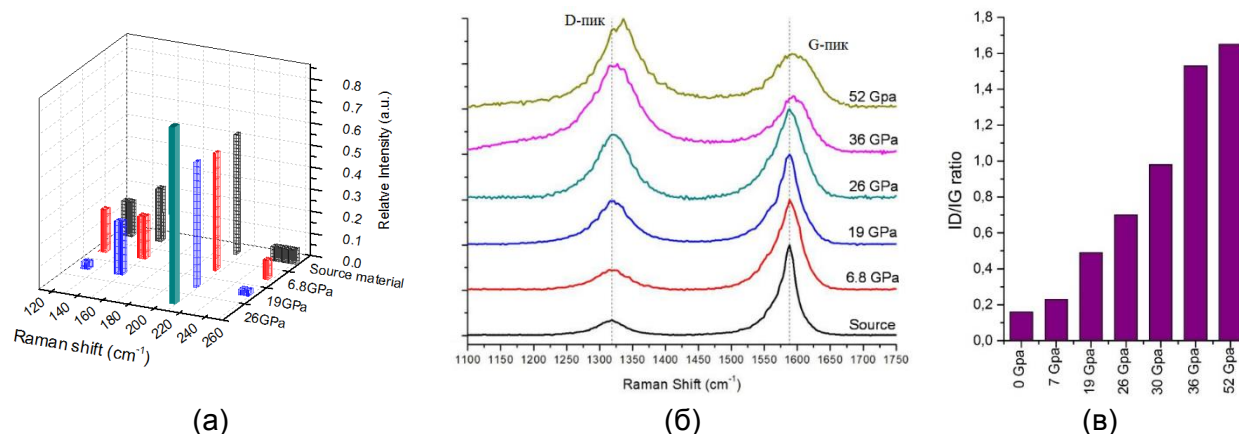 0.8
0.7
0.6
0.5
0.4
0.3
0.2
0.1
0.0
Relative Intensity (a.u.)
Source material
6.8GPa
19GPa
26GPa
120
140
160
180
200
220
240
260
Raman shift (cm⁻¹)
(а)
D-пик
G-пик
52 Gpa
36 GPa
26 GPa
19 GPa
6.8 GPa
Source
1100 1150 1200 1250 1300 1350 1400 1450 1500 1550 1600 1650 1700 1750
Raman Shift (cm⁻¹)
(б)
1,8
1,6
1,4
1,2
1,0
0,8
0,6
0,4
0,2
0,0
ID/IG ratio
0 Gpa
7 Gpa
19 Gpa
26 Gpa
30 Gpa
36 Gpa
52 Gpa
(в)